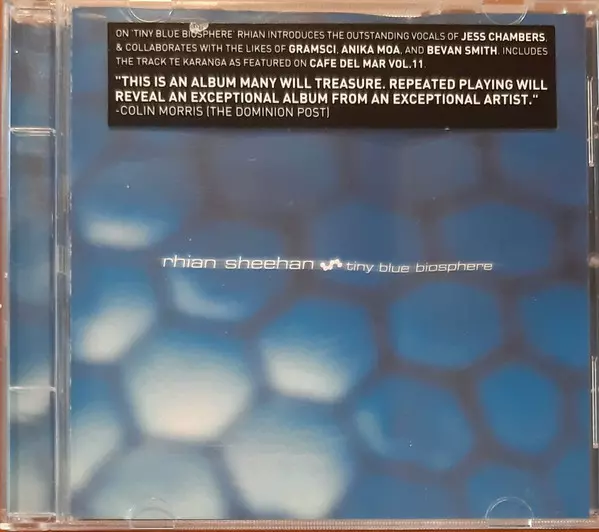 ON 'TINY BLUE BIOSPHERE' RHIAN INTRODUCES THE OUTSTANDING VOCALS OF JESS CHAMBERS,
& COLLABORATES WITH THE LIKES OF GRAMSCI, ANIKA MOA, AND BEVAN SMITH. INCLUDES
THE TRACK TE KARANGA AS FEATURED ON CAFE DEL MAR VOL.11.
"THIS IS AN ALBUM MANY WILL TREASURE. REPEATED PLAYING WILL
REVEAL AN EXCEPTIONAL ALBUM FROM AN EXCEPTIONAL ARTIST."
-COLIN MORRIS (THE DOMINION POST)
rhian sheehan tiny blue biosphere